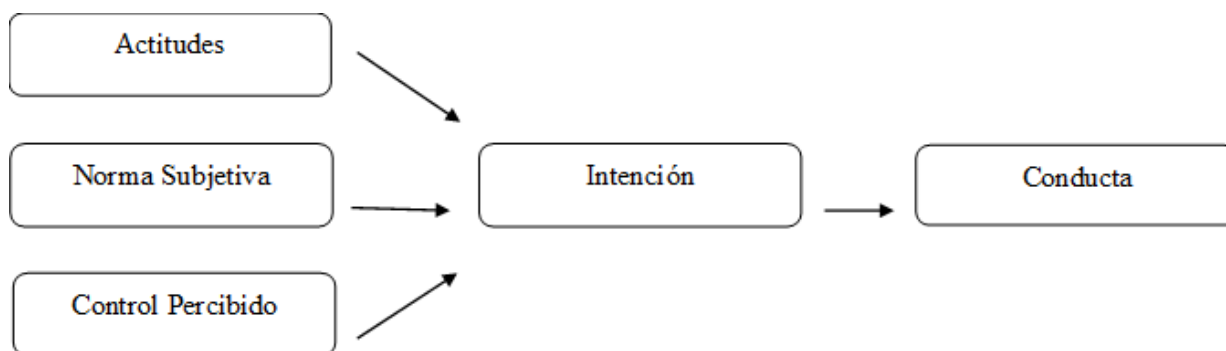 Actitudes
Norma Subjetiva
Control Percibido
Intención
Conducta